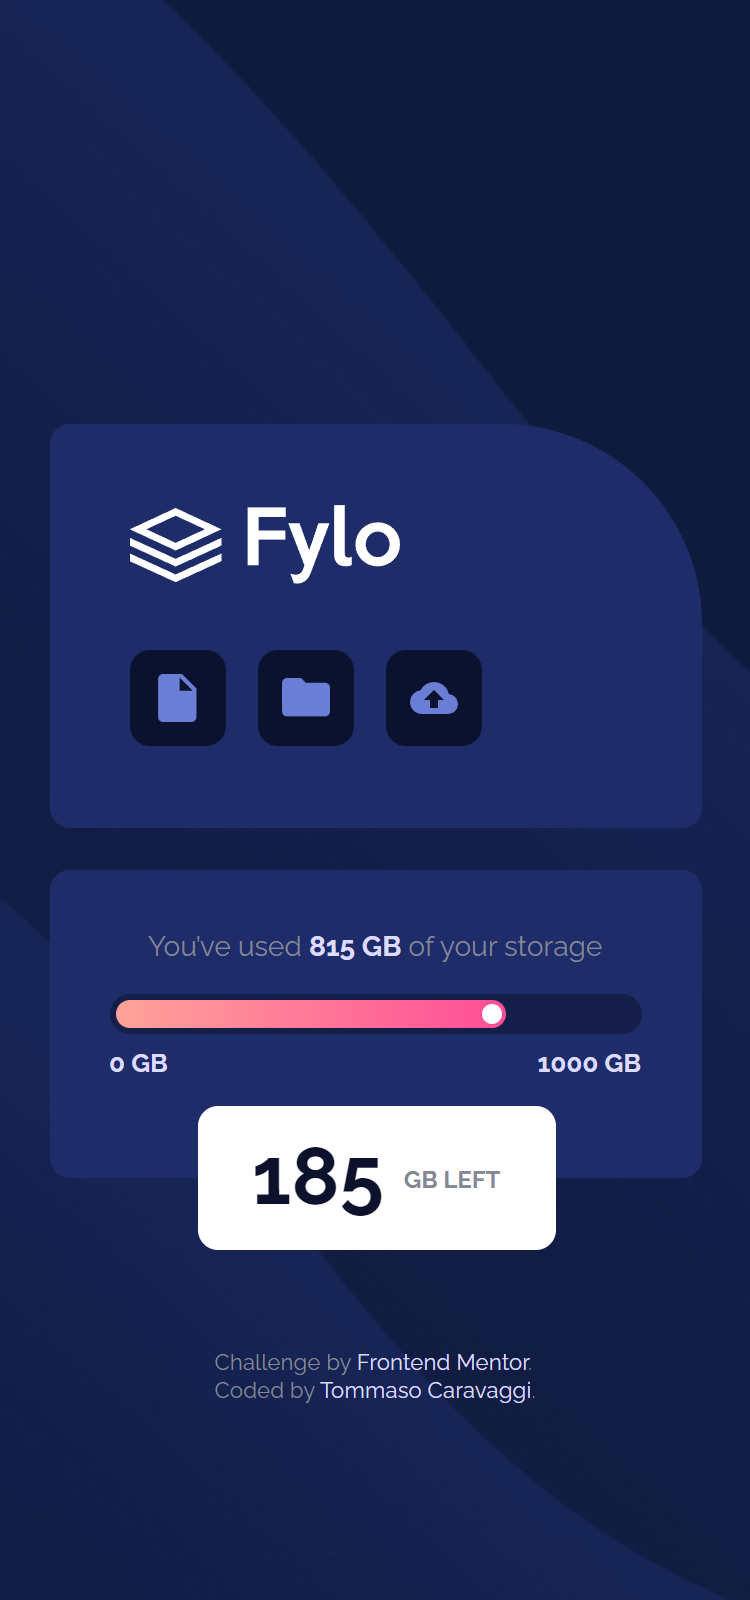 Fylo
You’ve used 815 GB of your storage
0 GB
1000 GB
185 GB LEFT
Challenge by Frontend Mentor.
Coded by Tommaso Caravaggi.